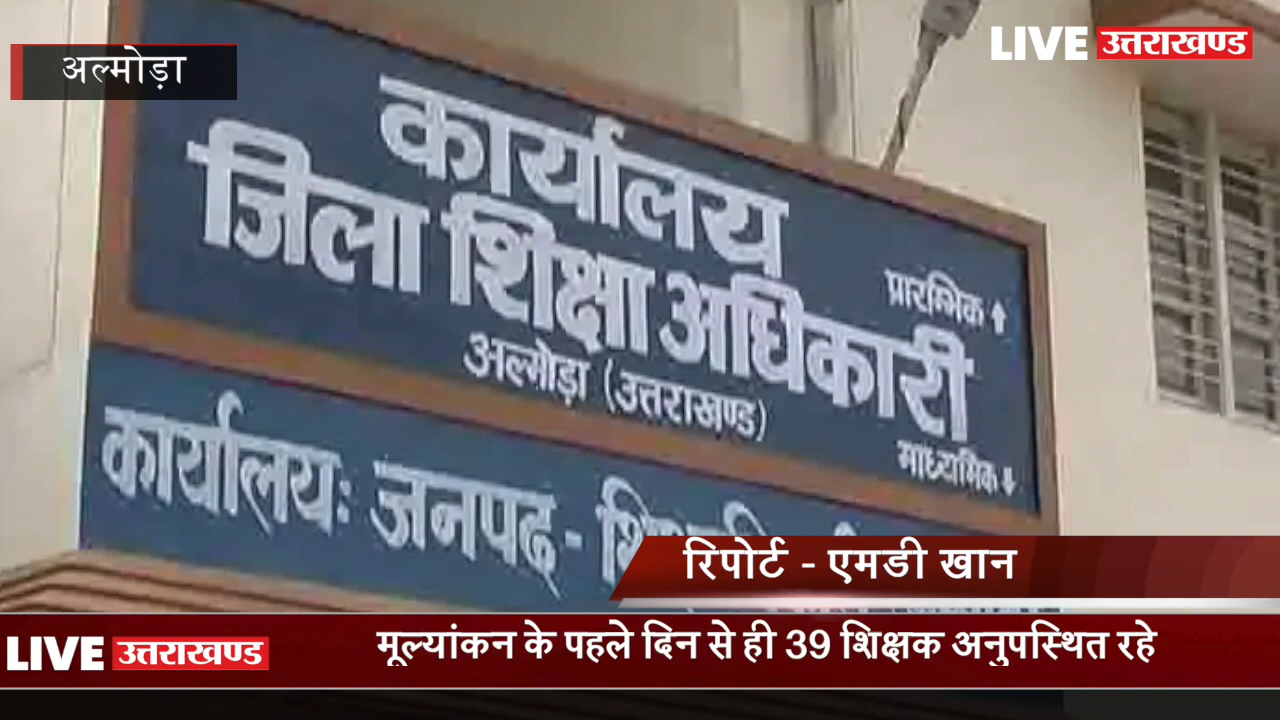 अल्मोड़ा
LIVE उत्तराखण्ड
कार्यालय
जिला शिक्षा अधिकारी
प्रारम्भिक ↑
अल्मोड़ा (उत्तराखण्ड)
माध्यमिक ↓
कार्यालयः जनपद -
रिपोर्ट - एमडी खान
LIVE उत्तराखण्ड
मूल्यांकन के पहले दिन से ही 39 शिक्षक अनुपस्थित रहे